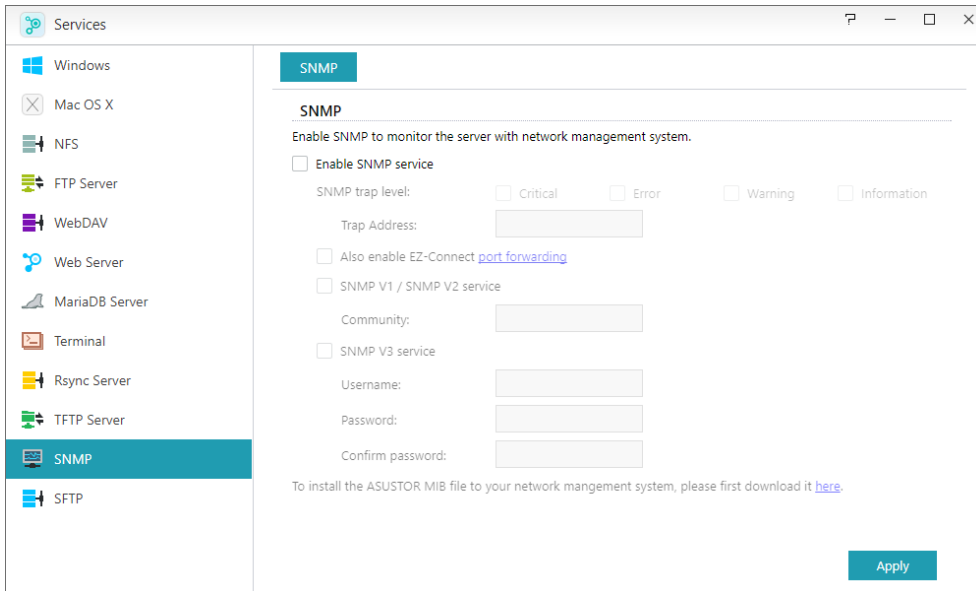 Services
?
Windows
Mac OS X
NFS
FTP Server
WebDAV
Web Server
MariaDB Server
Terminal
Rsync Server
TFTP Server
SNMP
SFTP
SNMP
SNMP
Enable SNMP to monitor the server with network management system.
Enable SNMP service
SNMP trap level: Critical Error Warning Information
Trap Address:
Also enable EZ-Connect port forwarding
SNMP V1 / SNMP V2 service
Community:
SNMP V3 service
Username:
Password:
Confirm password:
To install the ASUSTOR MIB file to your network mangement system, please first download it here.
Apply